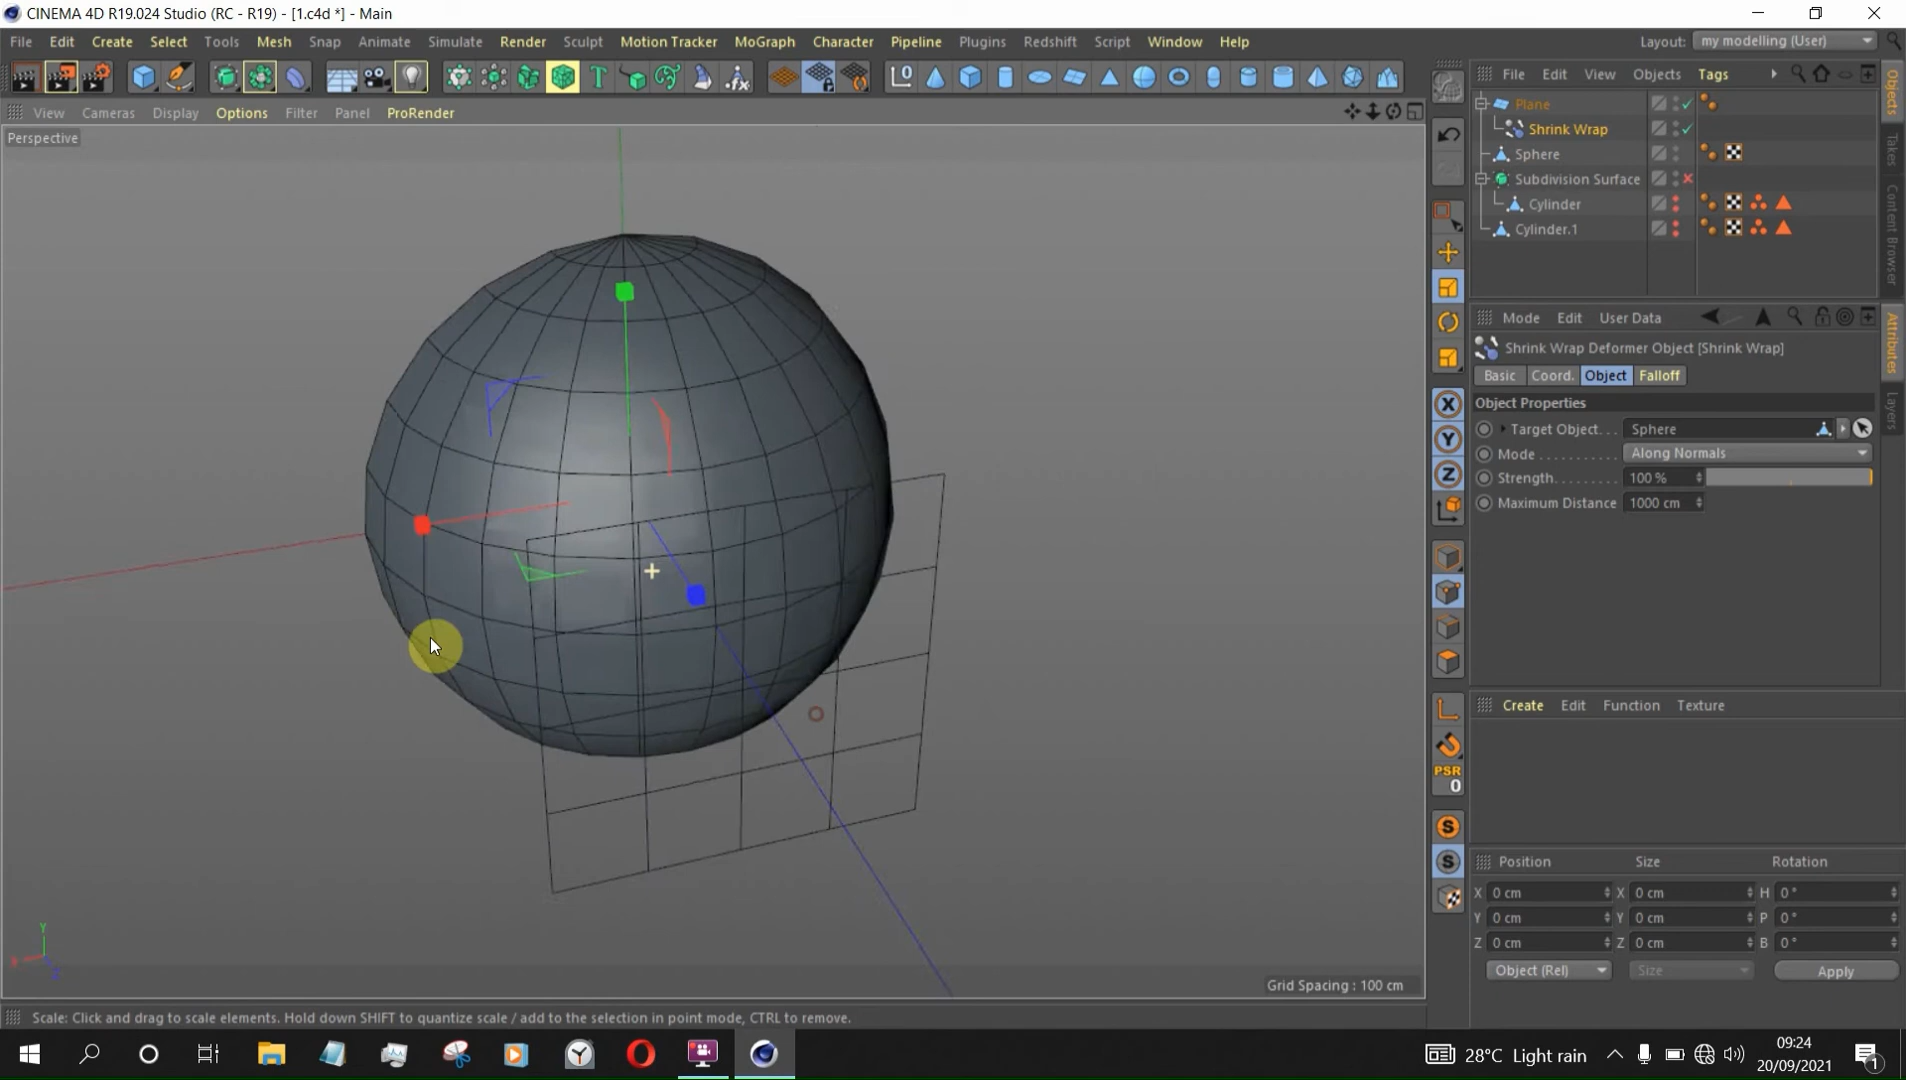 CINEMA 4D R19.024 Studio (RC - R19) - [1.c4d *] - Main
File Edit Create Select Tools Mesh Snap Animate Simulate Render Sculpt Motion Tracker MoGraph Character Pipeline Plugins Redshift Script Window Help Layout: my modelling (User)
View Cameras Display Options Filter Panel ProRender
Perspective
File Edit View Objects Tags
Plane
Shrink Wrap
Sphere
Subdivision Surface
Cylinder
Cylinder.1
Objects
Takes
Content Browser
Mode Edit User Data
Shrink Wrap Deformer Object [Shrink Wrap]
Basic Coord. Object Falloff
Object Properties
Target Object. . . Sphere
Mode . . . . . . . . . . Along Normals
Strength. . . . . . . . 100 %
Maximum Distance 1000 cm
Attributes
Layers
X
Y
Z
PSR
0
S
S
Create Edit Function Texture
Position Size Rotation
X 0 cm X 0 cm H 0 °
Y 0 cm Y 0 cm P 0 °
Z 0 cm Z 0 cm B 0 °
Object (Rel) Size Apply
Y
X
Z
Grid Spacing : 100 cm
Scale: Click and drag to scale elements. Hold down SHIFT to quantize scale / add to the selection in point mode, CTRL to remove.
28°C Light rain
09:24
20/09/2021
1